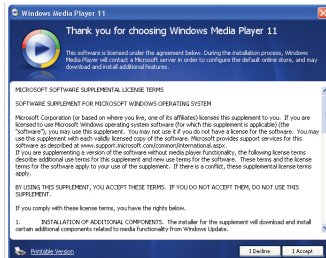 Windows Media Player 11
Thank you for choosing Windows Media Player 11
This software is licensed under the agreement below. During the installation process, Windows
Media Player will contact a Microsoft server in order to configure the default online store, and may
download and install additional features.
MICROSOFT SOFTWARE SUPPLEMENTAL LICENSE TERMS
SOFTWARE SUPPLEMENT FOR MICROSOFT WINDOWS OPERATING SYSTEM
Microsoft Corporation (or based on where you live, one of its affiliates) licenses this supplement to you. If you are
licensed to use Microsoft Windows operating system software (for which this supplement is applicable) (the
"software"), you may use this supplement. You may not use it if you do not have a license for the software. You may
use this supplement with each validly licensed copy of the software. Microsoft provides support services for this
software as described at www.support.microsoft.com/common/international.aspx.
If you are supplementing a version of the software without media player functionality, the following license terms
describe additional use terms for this supplement and new use terms for the software. These terms and the license
terms for the software apply to your use of the supplement. If there is a conflict, these supplemental license terms
apply.
BY USING THIS SUPPLEMENT, YOU ACCEPT THESE TERMS. IF YOU DO NOT ACCEPT THEM, DO NOT USE THIS
SUPPLEMENT.
If you comply with these license terms, you have the rights below.
1. INSTALLATION OF ADDITIONAL COMPONENTS. The installer for the supplement will download and install
certain additional components related to media functionality from Windows Update.
Printable Version
I Decline
I Accept